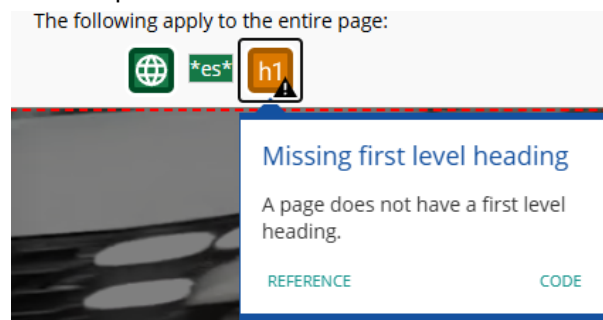 The following apply to the entire page:
*es* h1
Missing first level heading
A page does not have a first level
heading.
REFERENCE CODE